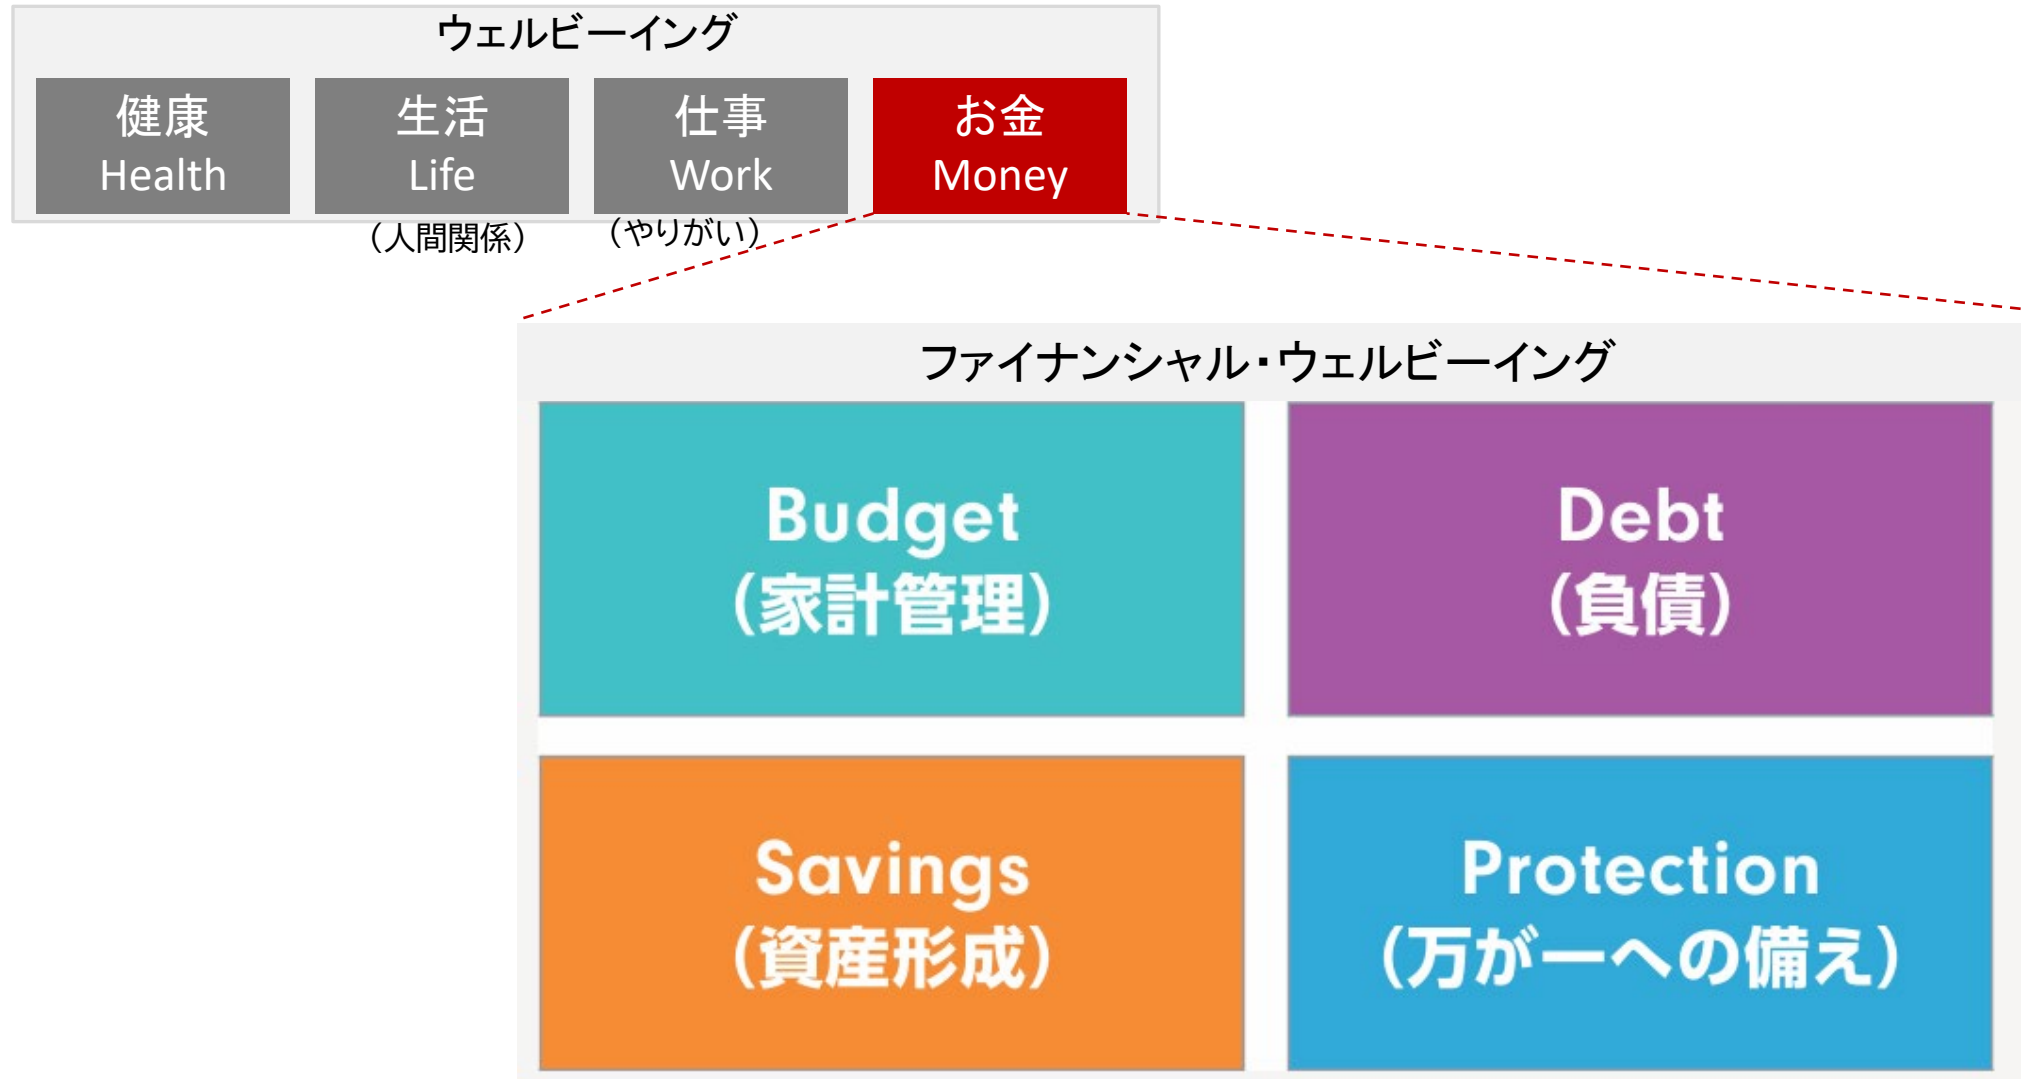 ウェルビーイング
健康
Health
生活
Life
仕事
Work
お金
Money
（人間関係）
（やりがい）
ファイナンシャル・ウェルビーイング
Budget
（家計管理）
Debt
（負債）
Savings
（資産形成）
Protection
（万が一への備え）